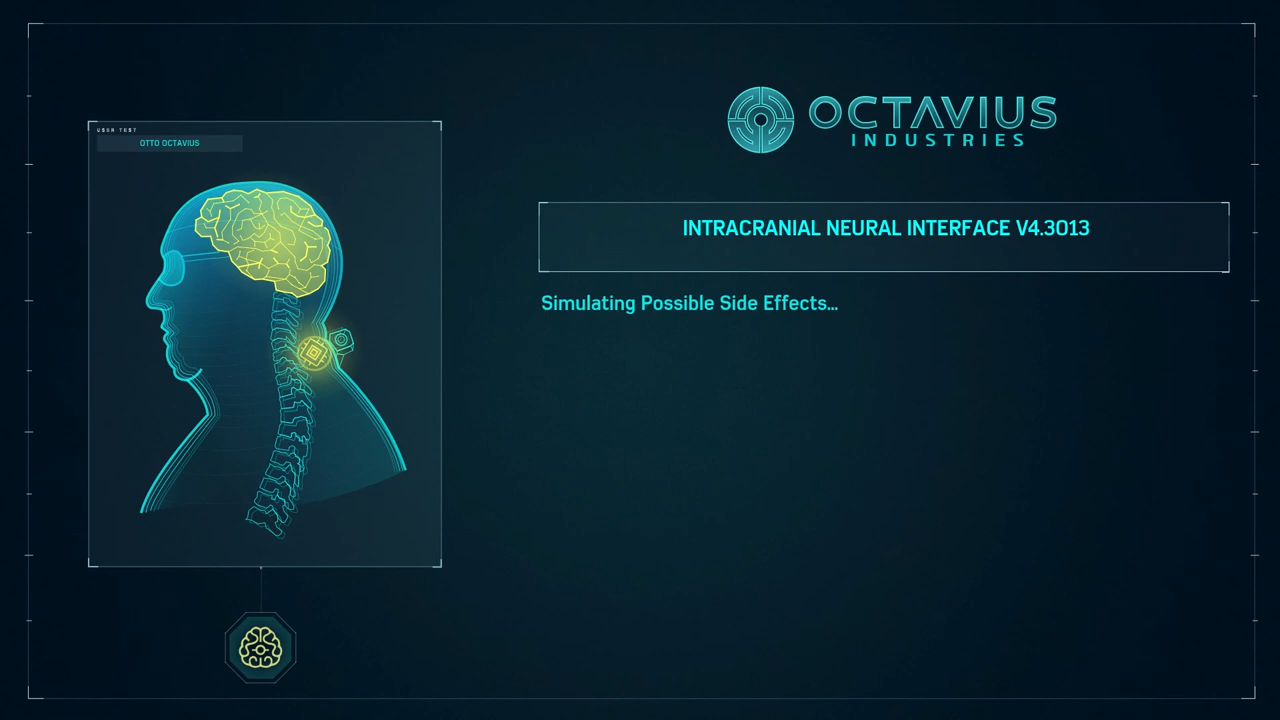 USER TEST
OTTO OCTAVIUS
OCTAVIUS
INDUSTRIES
INTRACRANIAL NEURAL INTERFACE V4.3013
Simulating Possible Side Effects...